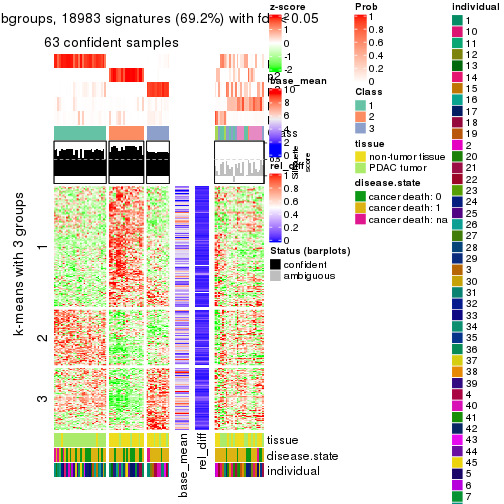 bgroups, 18983 signatures (69.2%) with fd
0.05
63 confident samples
z-score
2
1
0
-1
-2
base_mean
10
8
6
4
2
0
rel_diff
1
0.8
0.6
0.4
0.2
0
Silhouette
score
Status (barplots)
confident
ambiguous
Prob
1
0.8
0.6
0.4
0.2
0
Class
1
2
3
tissue
non-tumor tissue
PDAC tumor
disease.state
cancer death: 0
cancer death: 1
cancer death: na
individual
1
10
11
12
13
14
15
16
17
18
19
2
20
21
22
23
24
25
26
27
28
29
3
30
31
32
33
34
35
36
37
38
39
4
40
41
42
43
44
45
5
6
7
k-means with 3 groups
1
2
3
base_mean
rel_diff
tissue
disease.state
individual